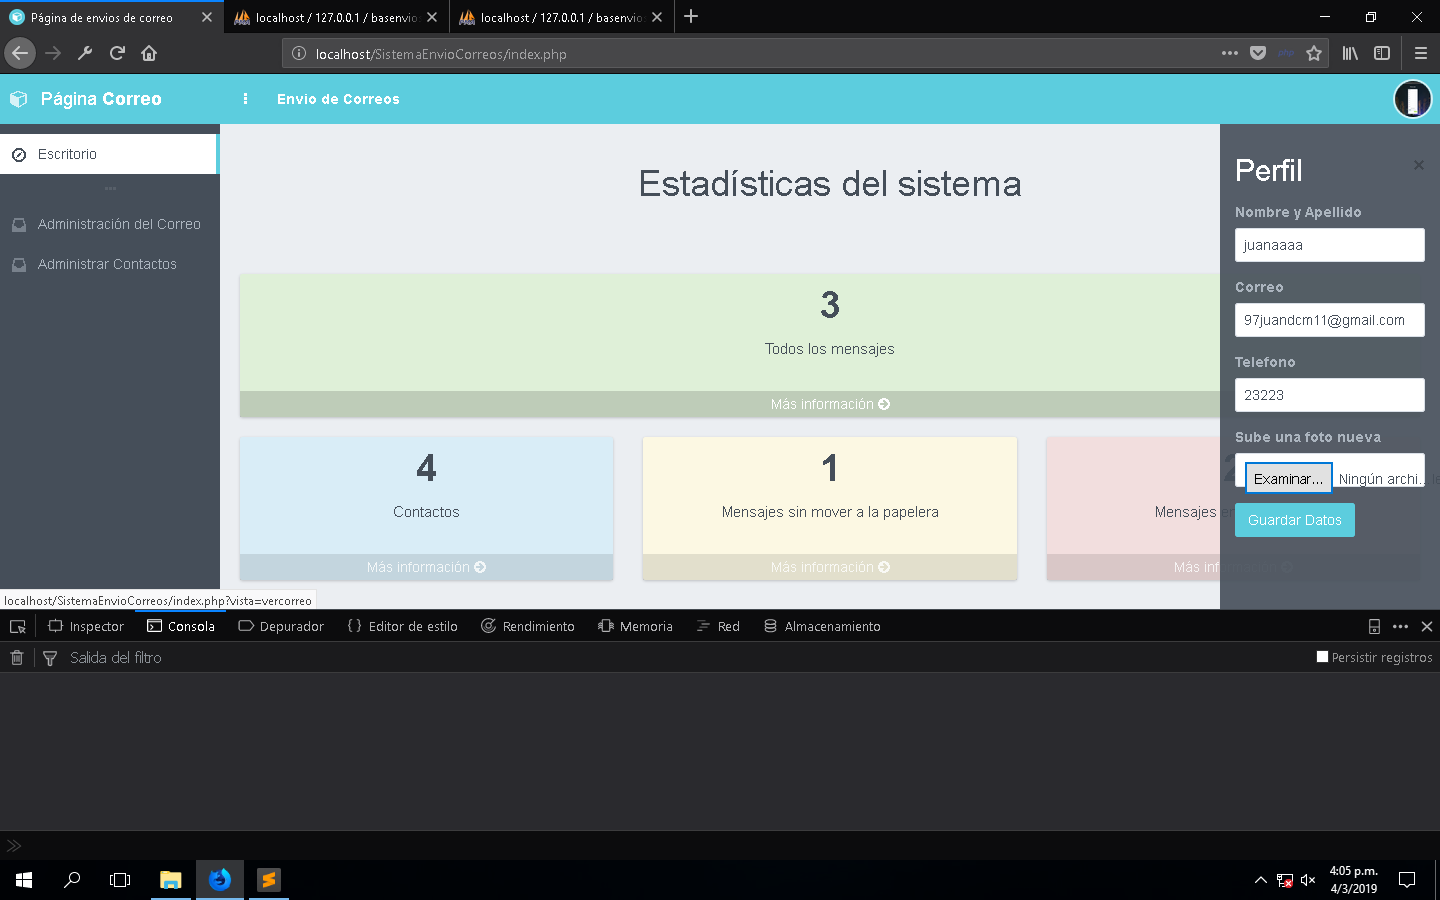 Página de envios de correo
localhost / 127.0.0.1 / basenvios
localhost / 127.0.0.1 / basenvios
localhost/SistemaEnvioCorreos/index.php
Página Correo
Envio de Correos
Escritorio
Administración del Correo
Administrar Contactos
Estadísticas del sistema
3
Todos los mensajes
Más información
4
Contactos
Más información
1
Mensajes sin mover a la papelera
Más información
2
Mensajes
Más
Perfil
×
Nombre y Apellido
juanaaaa
Correo
97juandcm11@gmail.com
Telefono
23223
Sube una foto nueva
Examinar... Ningún archi...
Guardar Datos
localhost/SistemaEnvioCorreos/index.php?vista=vercorreo
Inspector Consola Depurador Editor de estilo Rendimiento Memoria Red Almacenamiento
Salida del filtro
Persistir registros
4:05 p.m.
4/3/2019